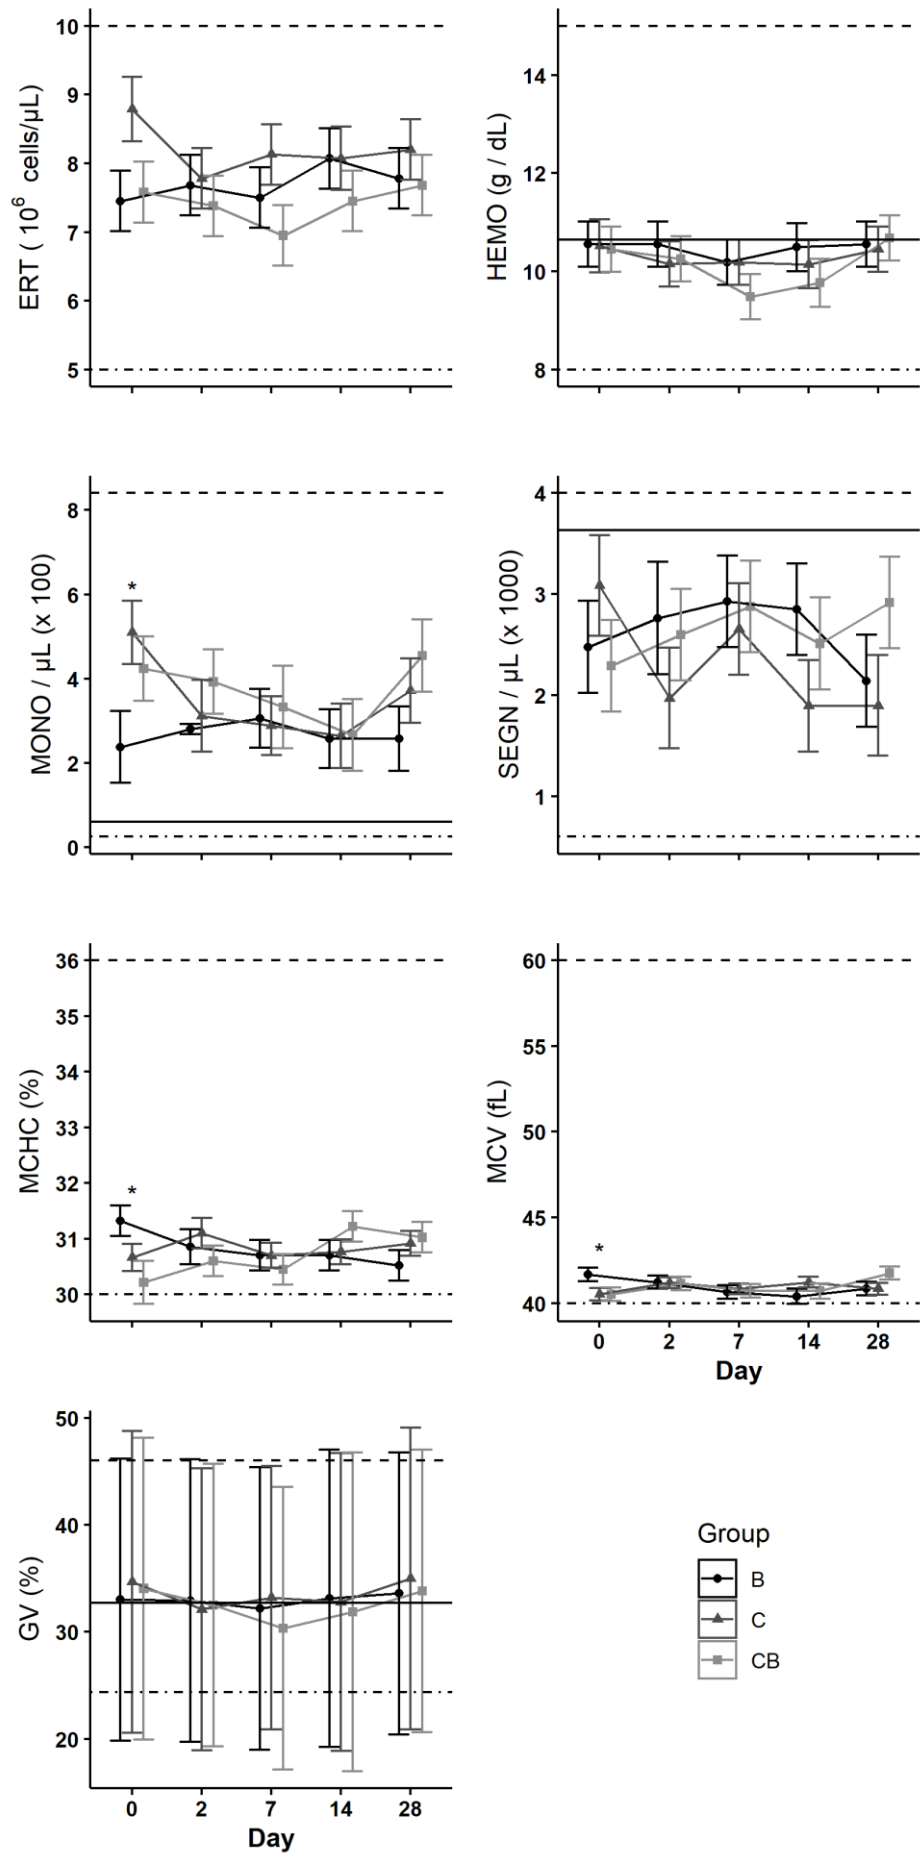 ERT ( 10⁶ cells/µL)
10
9
8
7
6
5
HEMO (g / dL)
14
12
10
8
MONO / µL (x 100)
8
6
4
2
0
*
SEGN / µL (x 1000)
4
3
2
1
MCHC (%)
36
35
34
33
32
31
30
*
MCV (fL)
60
55
50
45
40
*
0 2 7 14 28
Day
GV (%)
50
40
30
20
0 2 7 14 28
Day
Group
B
C
CB